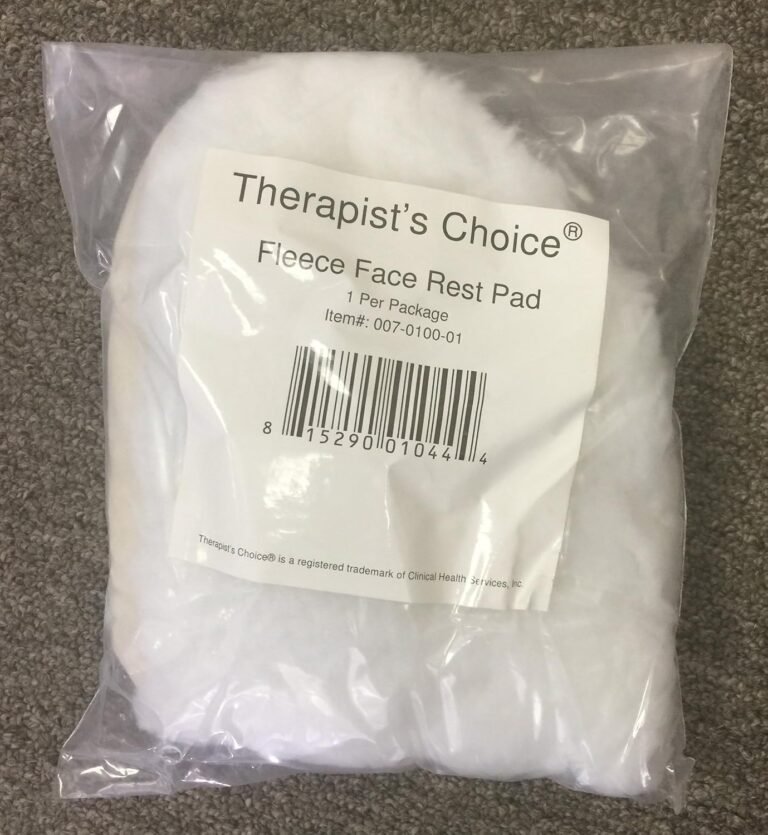 Therapist's Choice®
Fleece Face Rest Pad
1 Per Package
Item#: 007-0100-01
8 15290 01044 4
Therapist's Choice® is a registered trademark of Clinical Health Services, Inc.